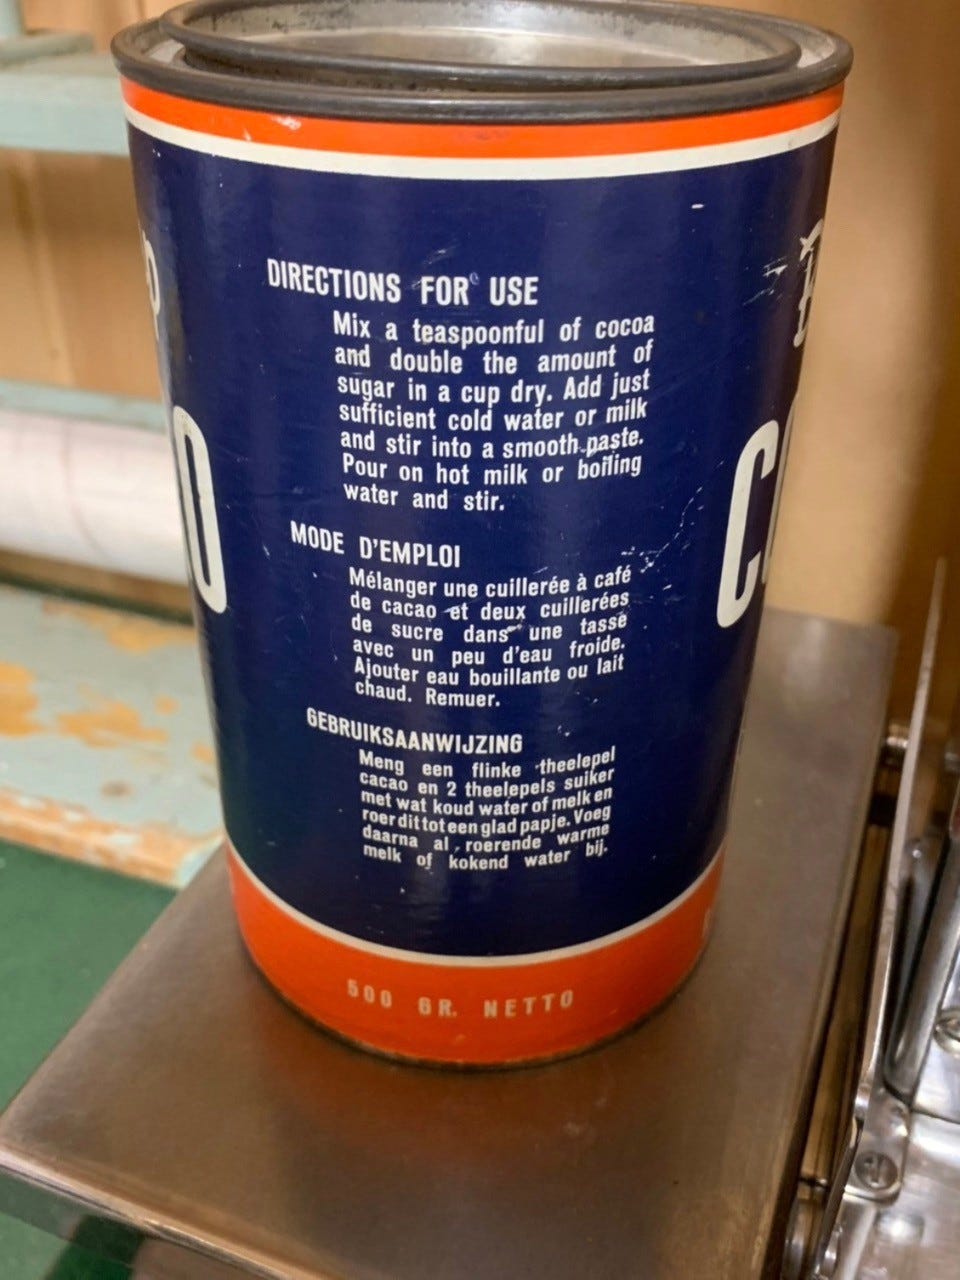 DIRECTIONS FOR USE
Mix a teaspoonful of cocoa
and double the amount of
sugar in a cup dry. Add just
sufficient cold water or milk
and stir into a smooth paste.
Pour on hot milk or boiling
water and stir.
MODE D'EMPLOI
Mélanger une cuillerée à café
de cacao et deux cuillerées
de sucre dans une tasse
avec un peu d'eau froide.
Ajouter eau bouillante ou lait
chaud. Remuer.
GEBRUIKSAANWIJZING
Meng een flinke theelepel
cacao en 2 theelepels suiker
met wat koud water of melk en
roer dit tot een glad papje. Voeg
daarna al roerende warme
melk of kokend water bij.
500 GR. NETTO